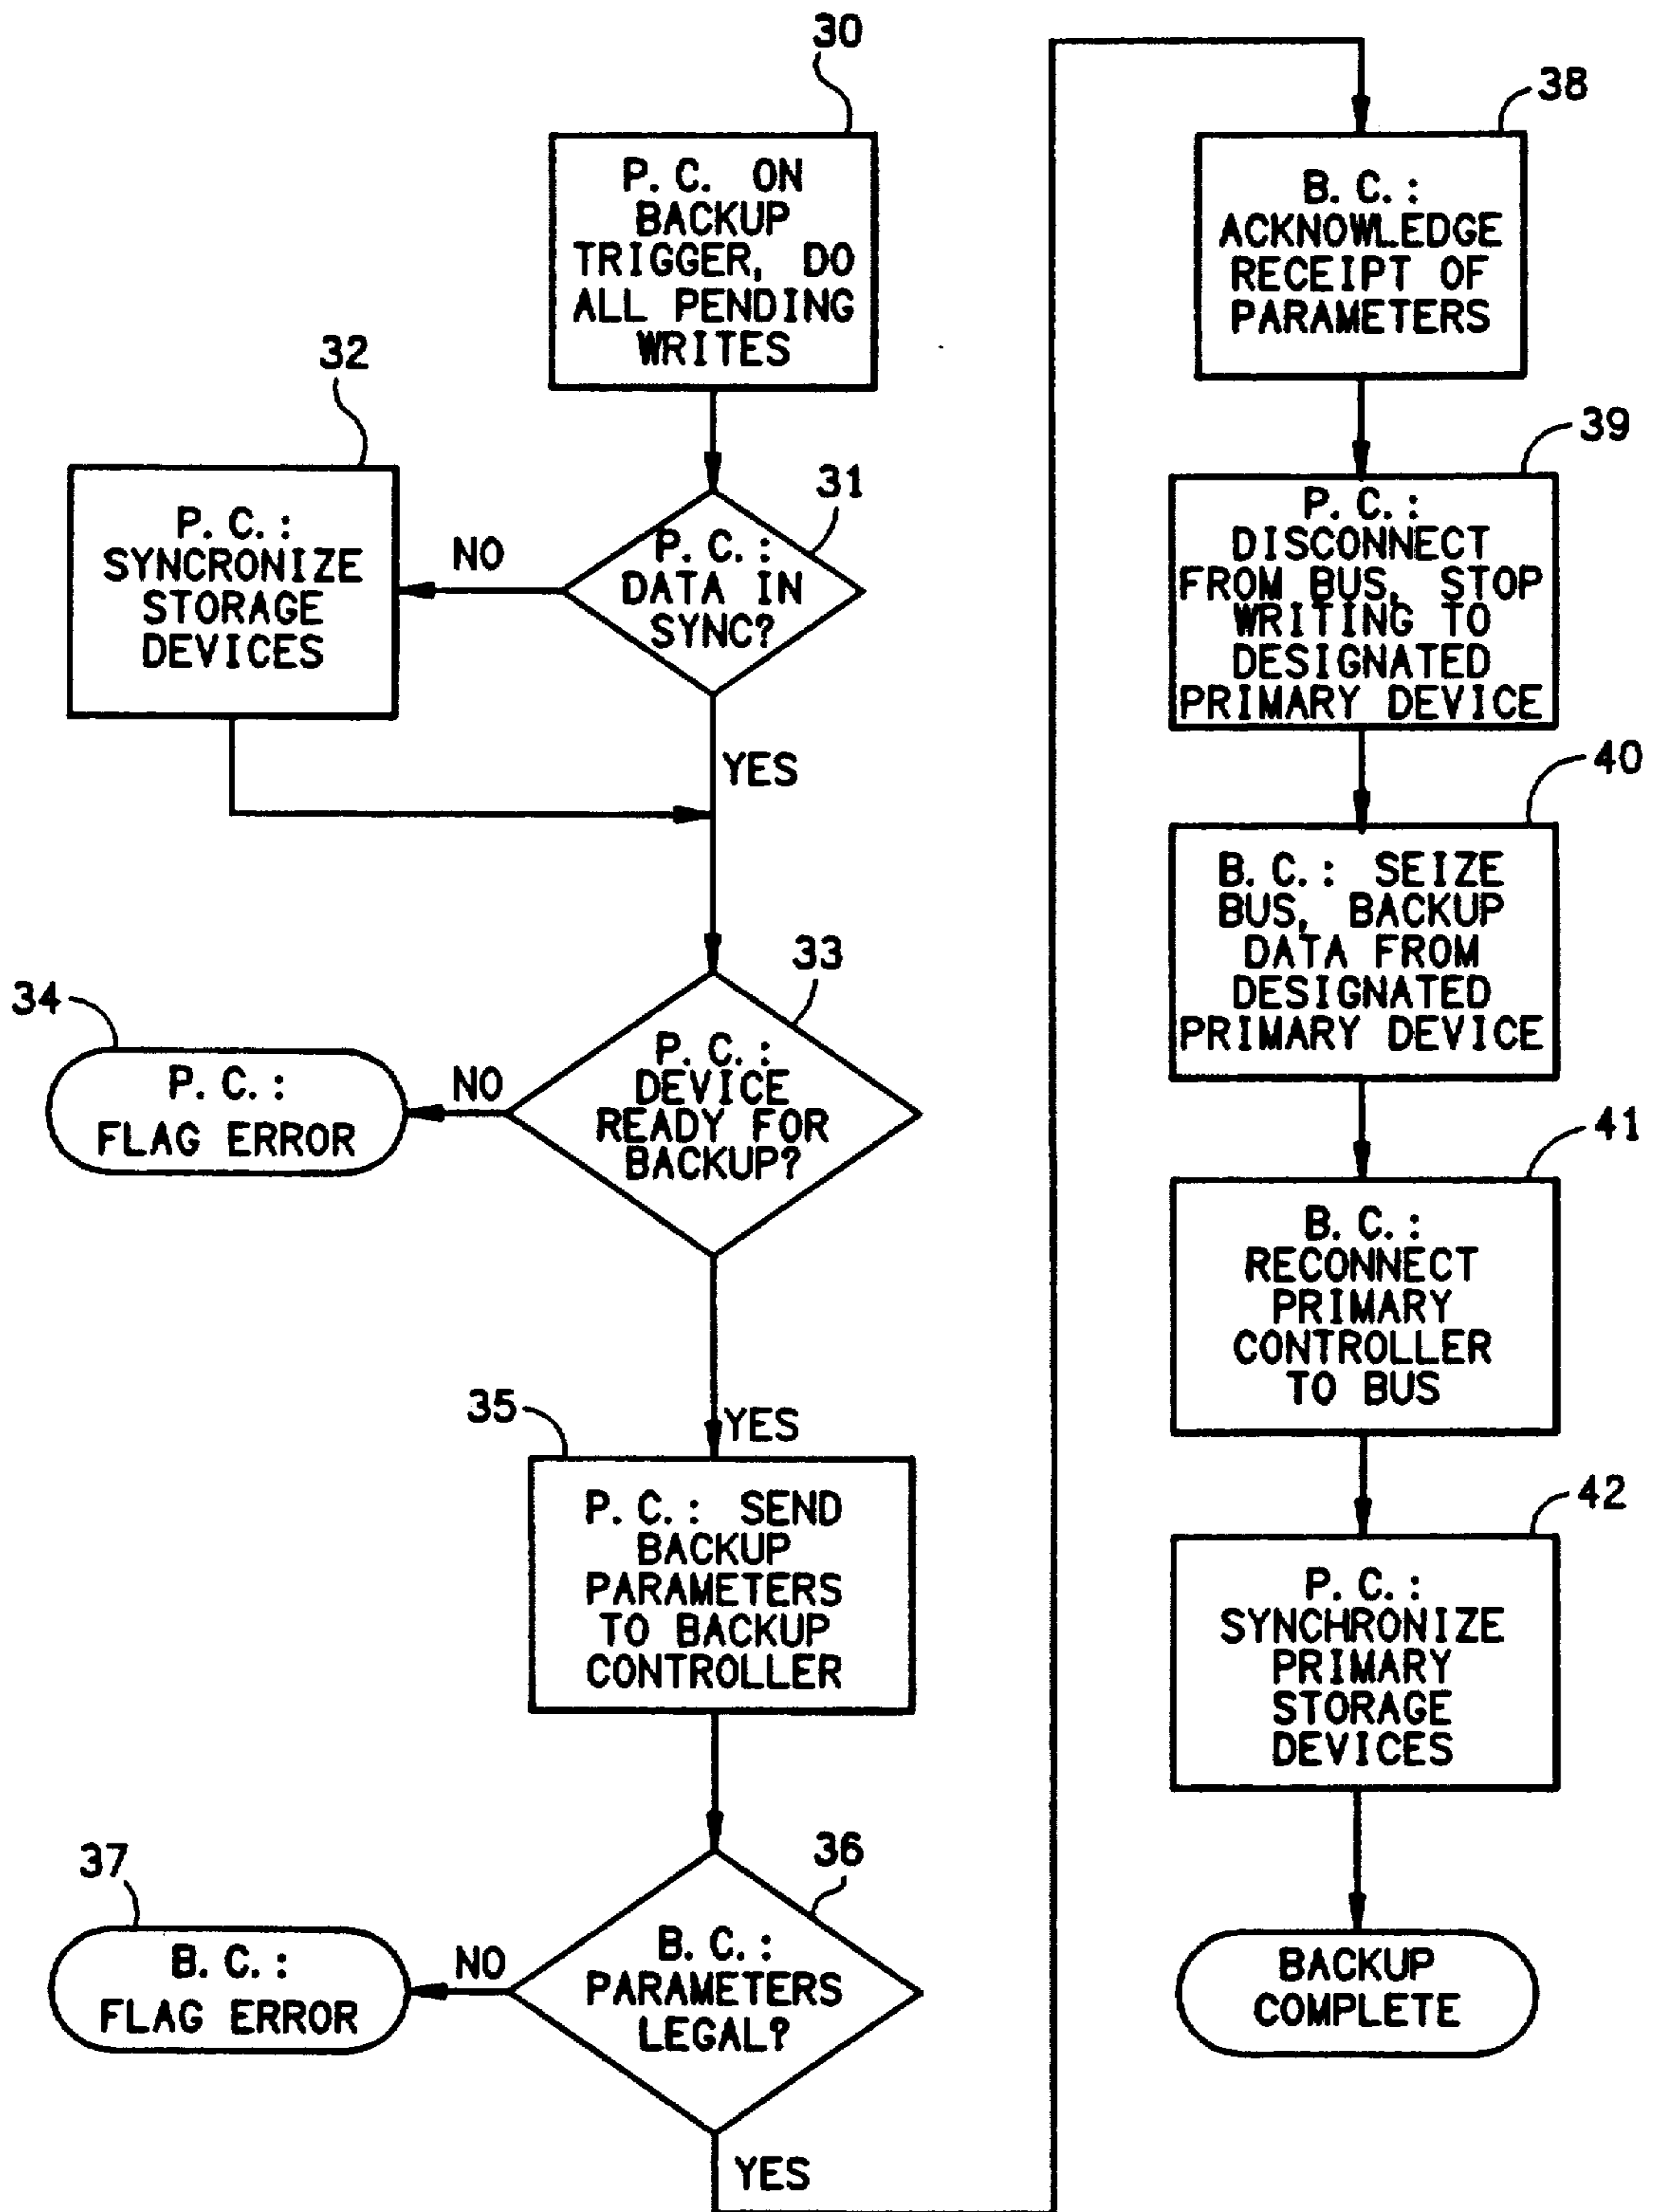 30
P. C. ON
BACKUP
TRIGGER, DO
ALL PENDING
WRITES
32
P. C.:
SYNCRONIZE
STORAGE
DEVICES
NO
31
P. C.:
DATA IN
SYNC?
YES
33
P. C.:
DEVICE
READY FOR
BACKUP?
NO
34
P. C.:
FLAG ERROR
YES
35
P. C.: SEND
BACKUP
PARAMETERS
TO BACKUP
CONTROLLER
36
B. C.:
PARAMETERS
LEGAL?
NO
37
B. C.:
FLAG ERROR
YES
38
B. C.:
ACKNOWLEDGE
RECEIPT OF
PARAMETERS
39
P. C.:
DISCONNECT
FROM BUS, STOP
WRITING TO
DESIGNATED
PRIMARY DEVICE
40
B. C.: SEIZE
BUS, BACKUP
DATA FROM
DESIGNATED
PRIMARY DEVICE
41
B. C.:
RECONNECT
PRIMARY
CONTROLLER
TO BUS
42
P. C.:
SYNCHRONIZE
PRIMARY
STORAGE
DEVICES
BACKUP
COMPLETE